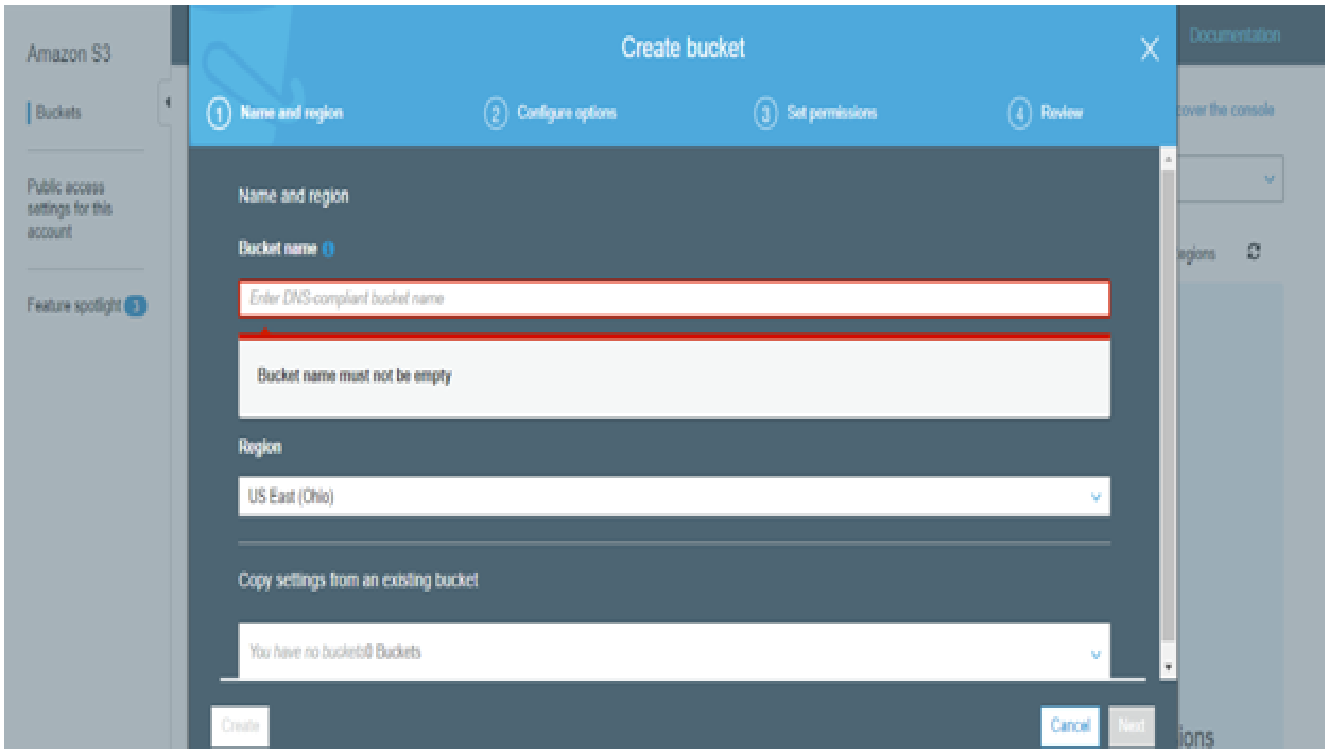 Amazon S3
Buckets
Public access
settings for this
account
Feature spotlight 3
Create bucket
Documentation
1 Name and region
2 Configure options
3 Set permissions
4 Review
cover the console
Name and region
Bucket name
Enter DNS-compliant bucket name
Bucket name must not be empty
Region
US East (Ohio)
Copy settings from an existing bucket
You have no buckets0 Buckets
Create
Cancel
Next
egions
ions